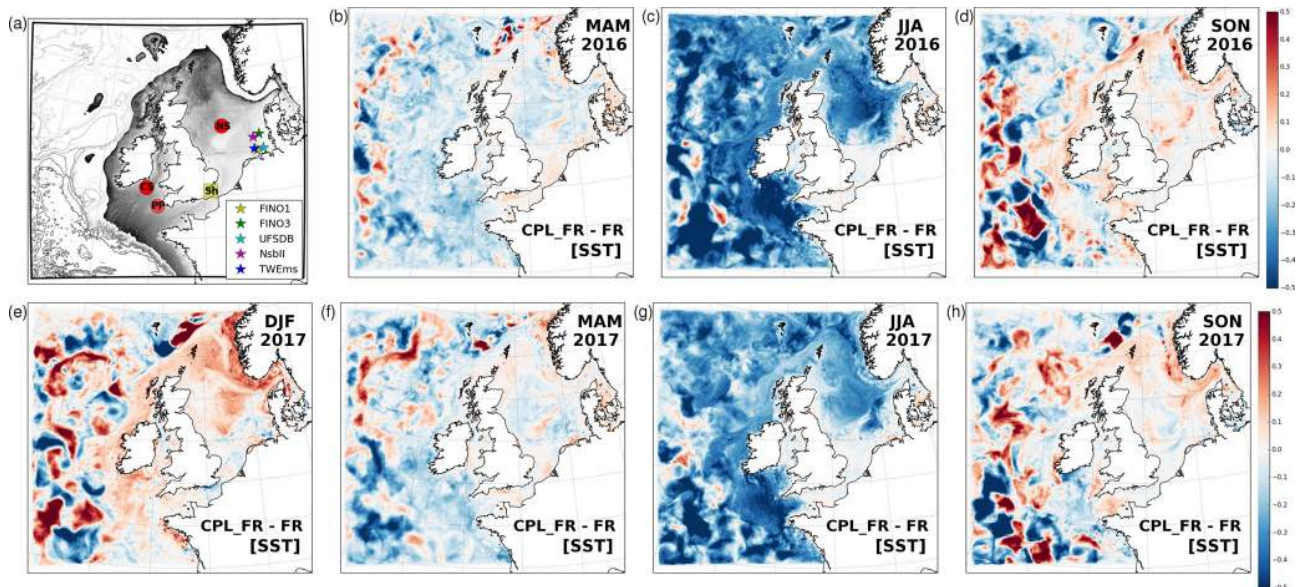 (a)
NS
CS
PP
Sh
FINO1
FINO3
UFSDB
NsbII
TWEms
(b)
MAM
2016
CPL_FR - FR
[SST]
(c)
JJA
2016
CPL_FR - FR
[SST]
(d)
SON
2016
CPL_FR - FR
[SST]
0.5
0.4
0.3
0.2
0.1
0.0
−0.1
−0.2
−0.3
−0.4
−0.5
(e)
DJF
2017
CPL_FR - FR
[SST]
(f)
MAM
2017
CPL_FR - FR
[SST]
(g)
JJA
2017
CPL_FR - FR
[SST]
(h)
SON
2017
CPL_FR - FR
[SST]
0.5
0.4
0.3
0.2
0.1
0.0
−0.1
−0.2
−0.3
−0.4
−0.5